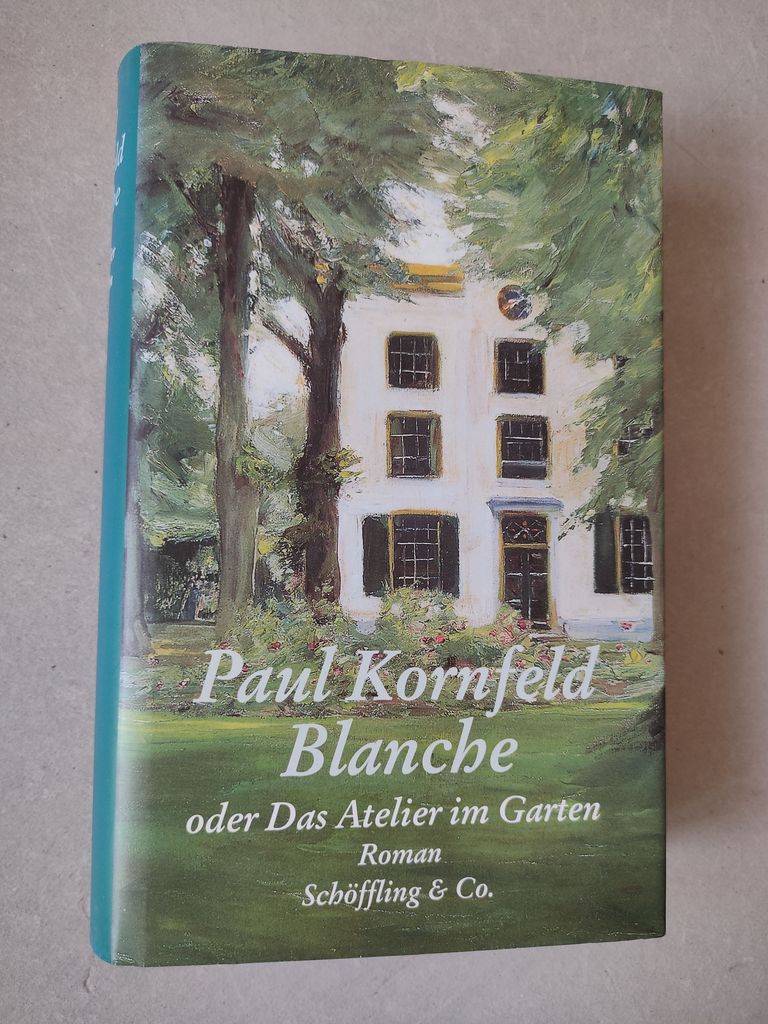 Paul Kornfeld
Blanche
oder Das Atelier im Garten
Roman
Schöffling & Co.